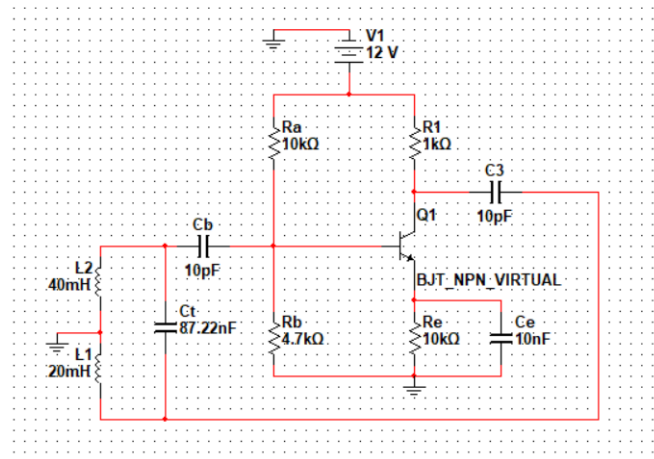 V1
12 V
Ra
10kΩ
R1
1kΩ
C3
10pF
Cb
10pF
Q1
BJT_NPN_VIRTUAL
L2
40mH
Ct
87.22nF
Rb
4.7kΩ
Re
10kΩ
Ce
10nF
L1
20mH